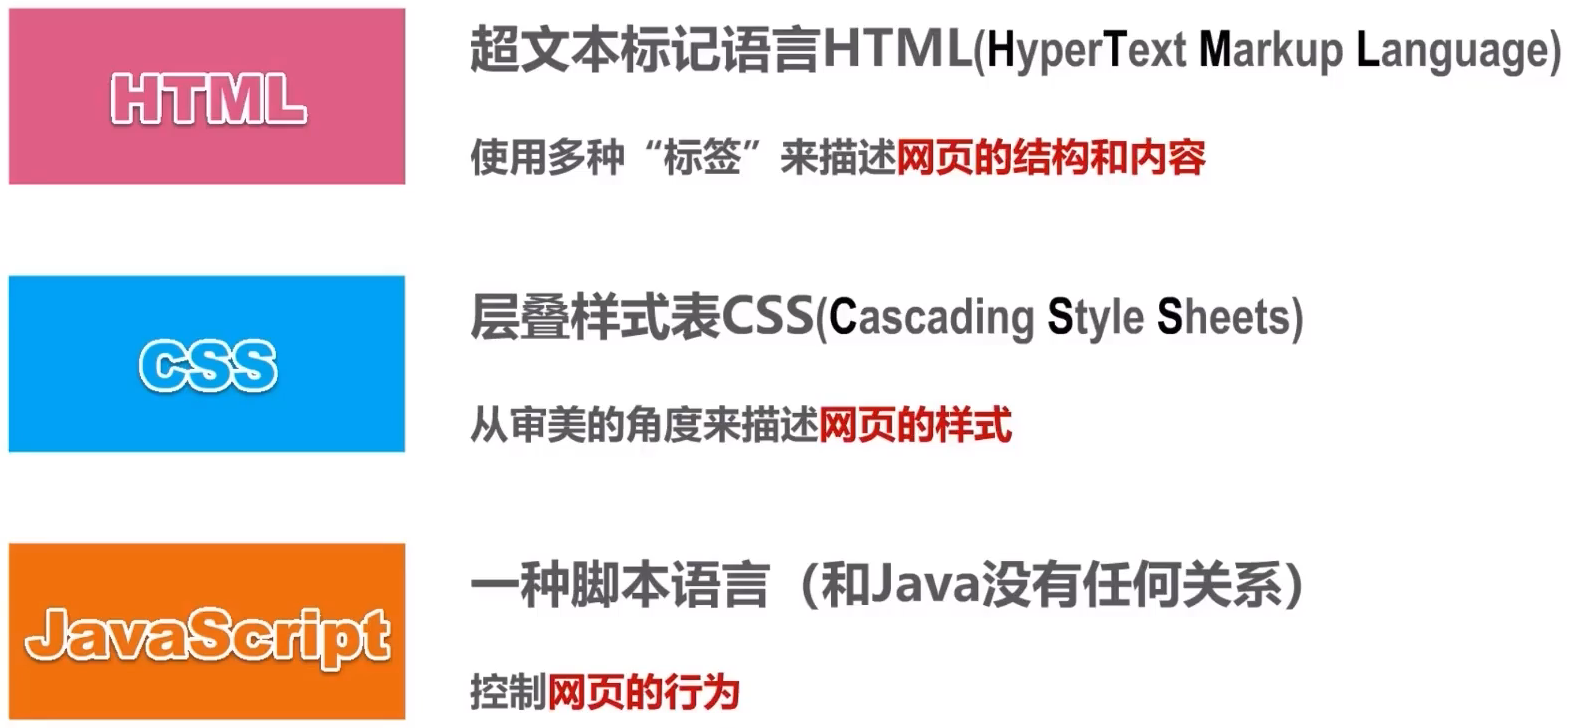 HTML
超文本标记语言HTML(HyperText Markup Language)
使用多种“标签”来描述网页的结构和内容
CSS
层叠样式表CSS(Cascading Style Sheets)
从审美的角度来描述网页的样式
JavaScript
一种脚本语言（和Java没有任何关系）
控制网页的行为